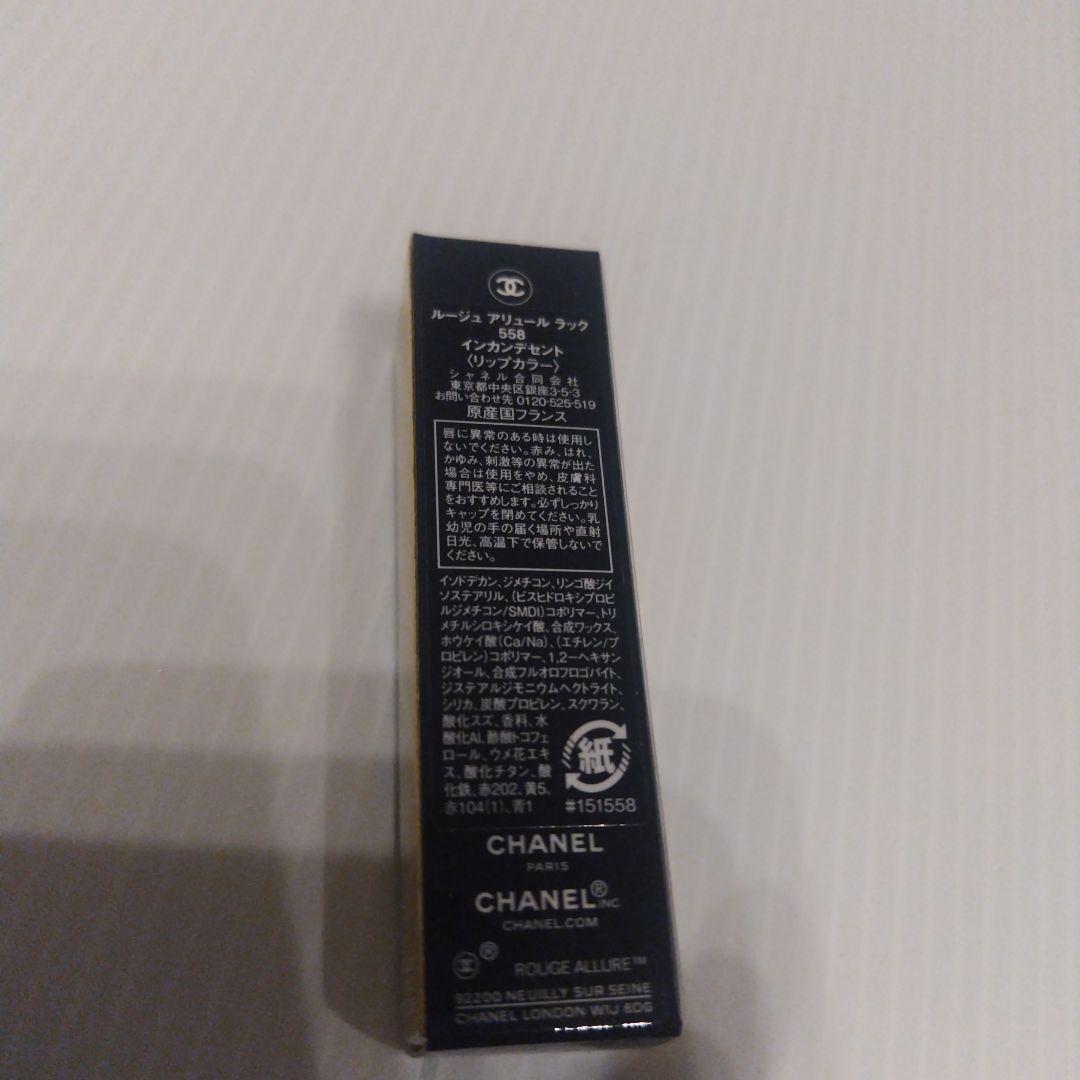 ルージュ アリュール ラック
558
インカンデセント
〈リップカラー〉
シャネル合同会社
東京都中央区銀座3-5-3
お問い合わせ先 0120-525-519
原産国フランス
唇に異常のある時は使用し
ないでください。赤み、はれ、
かゆみ、刺激等の異常が出た
場合は使用をやめ、皮膚科
専門医等にご相談されること
をおすすめします。必ずしっかり
キャップを閉めてください。乳
幼児の手の届く場所や直射
日光、高温下で保管しないで
ください。
イソドデカン、ジメチコン、リンゴ酸ジイ
ソステアリル、(ビスヒドロキシプロピ
ルジメチコン/SMDI)コポリマー、トリ
メチルシロキシケイ酸、合成ワックス、
ホウケイ酸(Ca/Na)、(エチレン/プ
ロピレン)コポリマー、1,2-ヘキサン
ジオール、合成フルオロフロゴパイト、
ジステアルジモニウムヘクトライト、
シリカ、炭酸プロピレン、スクワラン、
酸化スズ、香料、水
酸化Al、酢酸トコフェ
ロール、ウメ花エキ
ス、酸化チタン、酸
化鉄、赤202、黄5、
赤104(1)、青1
紙
#151558
CHANEL
PARIS
CHANEL® INC.
CHANEL.COM
® ROUGE ALLURE™
92200 NEUILLY SUR SEINE
CHANEL LONDON W1J 6DG